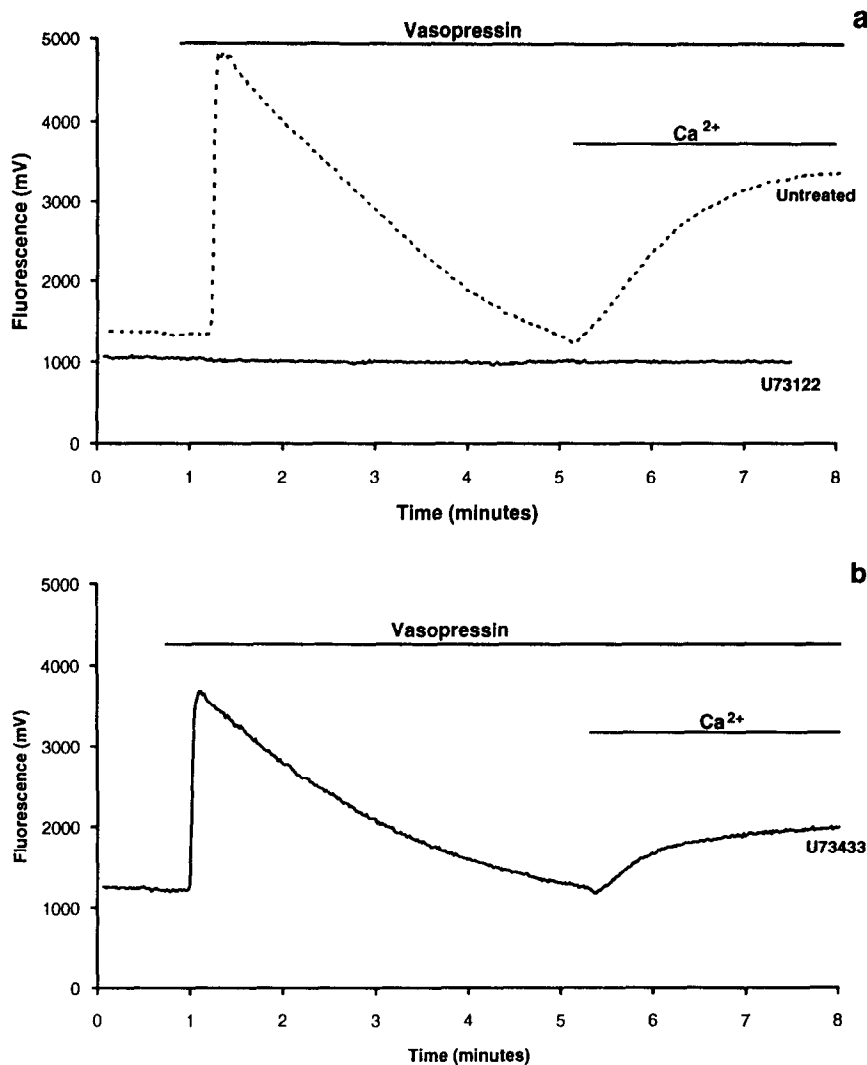 a
Vasopressin
5000
Ca 2+
4000
Untreated
3000
Fluorescence (mV)
2000
1000
U73122
0
0 1 2 3 4 5 6 7 8
Time (minutes)
b
5000
Vasopressin
4000
Ca 2+
3000
Fluorescence (mV)
2000
U73433
1000
0
0 1 2 3 4 5 6 7 8
Time (minutes)